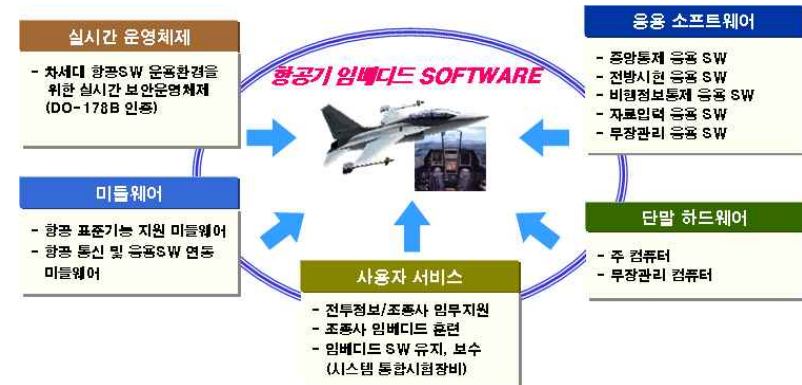 실시간 운영체제
- 차세대 항공SW 운용환경을
위한 실시간 보안운영체제
(DO-178B 인증)
미들웨어
- 항공 표준기능 지원 미들웨어
- 항공 통신 및 응용SW 연동
미들웨어
항공기 임베디드 SOFTWARE
사용자 서비스
- 전투정보/조종사 임무지원
- 조종사 임베디드 훈련
- 임베디드 SW 유지, 보수
(시스템 통합시험장비)
응용 소프트웨어
- 중앙통제 응용 SW
- 전방시현 응용 SW
- 비행정보통제 응용 SW
- 자료입력 응용 SW
- 무장관리 응용 SW
단말 하드웨어
- 주 컴퓨터
- 무장관리 컴퓨터